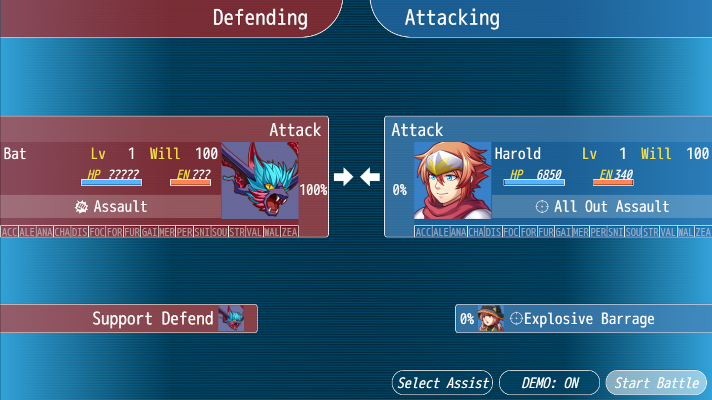 Defending
Attacking
Attack
Bat Lv 1 Will 100
HP ????? EN ???
100%
Assault
ACC ALE ANA CHA DIS FOC FOR FUR GAI MER PER SNI SOU STR VAL WAL ZEA
Attack
0%
Harold Lv 1 Will 100
HP 6850 EN 340
All Out Assault
ACC ALE ANA CHA DIS FOC FOR FUR GAI MER PER SNI SOU STR VAL WAL ZEA
Support Defend
0% Explosive Barrage
Select Assist
DEMO: ON
Start Battle